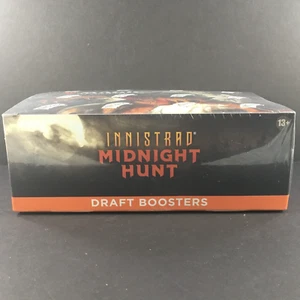 13+
INNISTRAD®
MIDNIGHT
HUNT
DRAFT BOOSTERS